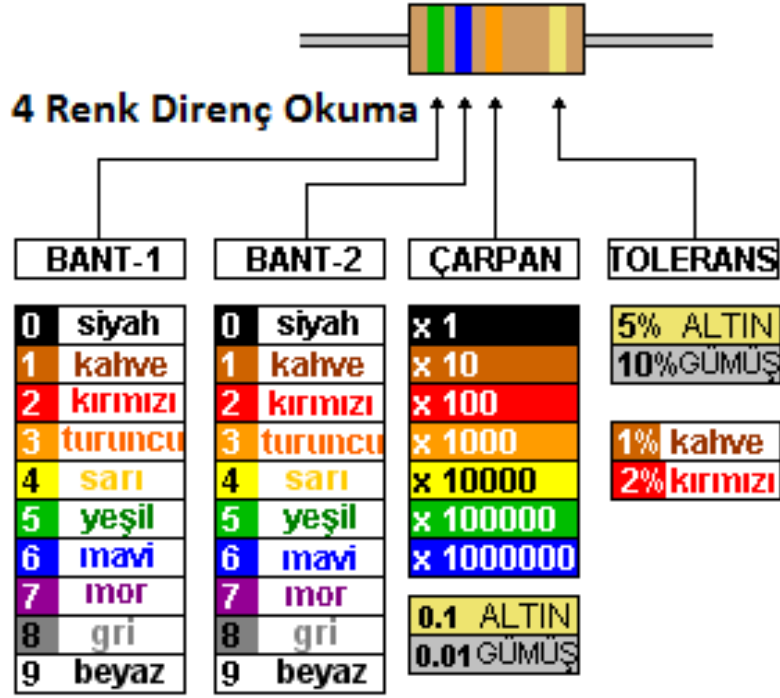 4 Renk Direnç Okuma
BANT-1 BANT-2 ÇARPAN TOLERANS
0 siyah 0 siyah x 1 5% ALTIN
1 kahve 1 kahve x 10 10% GÜMÜŞ
2 kırmızı 2 kırmızı x 100
3 turuncu 3 turuncu x 1000 1% kahve
4 sarı 4 sarı x 10000 2% kırmızı
5 yeşil 5 yeşil x 100000
6 mavi 6 mavi x 1000000
7 mor 7 mor
8 gri 8 gri 0.1 ALTIN
9 beyaz 9 beyaz 0.01 GÜMÜŞ